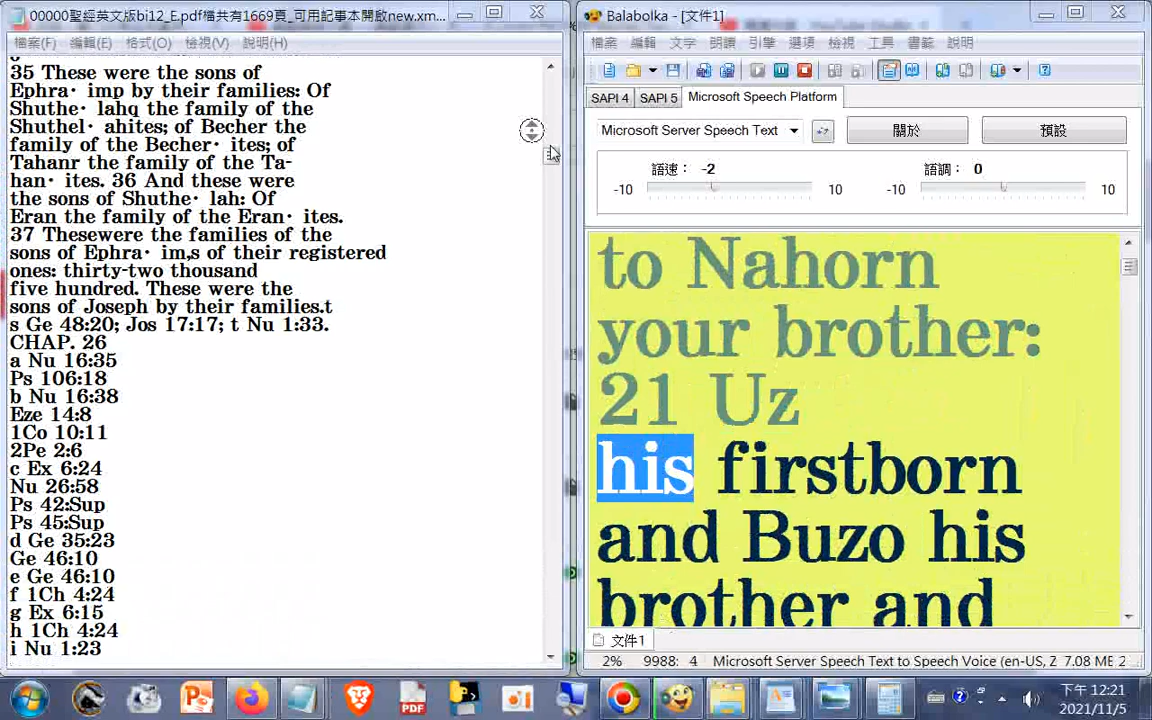 00000聖經英文版bi12_E.pdf檔共有1669頁_可用記事本開啟new.xm...
檔案(F) 編輯(E) 格式(O) 檢視(V) 說明(H)
35 These were the sons of
Ephra· imp by their families: Of
Shuthe· lahq the family of the
Shuthel· ahites; of Becher the
family of the Becher· ites; of
Tahanr the family of the Ta-
han· ites. 36 And these were
the sons of Shuthe· lah: Of
Eran the family of the Eran· ites.
37 Thesewere the families of the
sons of Ephra· im,s of their registered
ones: thirty-two thousand
five hundred. These were the
sons of Joseph by their families.t
s Ge 48:20; Jos 17:17; t Nu 1:33.
CHAP. 26
a Nu 16:35
Ps 106:18
b Nu 16:38
Eze 14:8
1Co 10:11
2Pe 2:6
c Ex 6:24
Nu 26:58
Ps 42:Sup
Ps 45:Sup
d Ge 35:23
Ge 46:10
e Ge 46:10
f 1Ch 4:24
g Ex 6:15
h 1Ch 4:24
i Nu 1:23
Balabolka - [文件1]
檔案 編輯 文字 朗讀 引擎 選項 檢視 工具 書籤 說明
SAPI 4 SAPI 5 Microsoft Speech Platform
Microsoft Server Speech Text 關於 預設
語速： -2 語調： 0
-10 10 -10 10
to Nahorn
your brother:
21 Uz
his firstborn
and Buzo his
brother and
文件1
2% 9988: 4 Microsoft Server Speech Text to Speech Voice (en-US, Z 7.08 ME 2
PDF
下午 12:21
2021/11/5